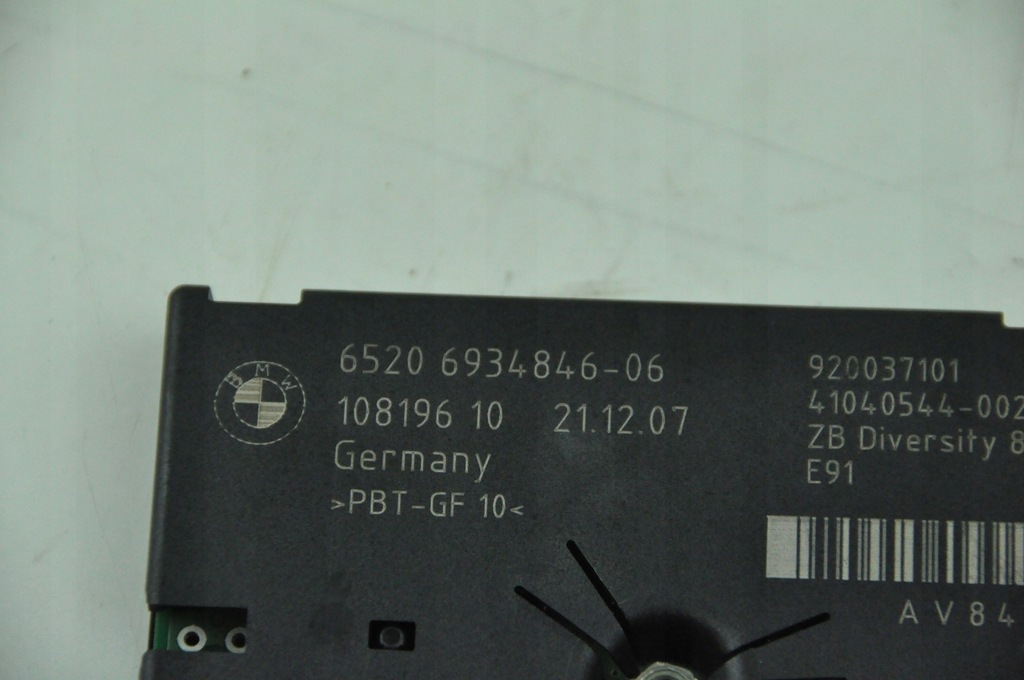 BMW
6520 6934846-06
108196 10 21.12.07
Germany
>PBT-GF 10<
920037101
41040544-002
ZB Diversity 8
E91
AV84